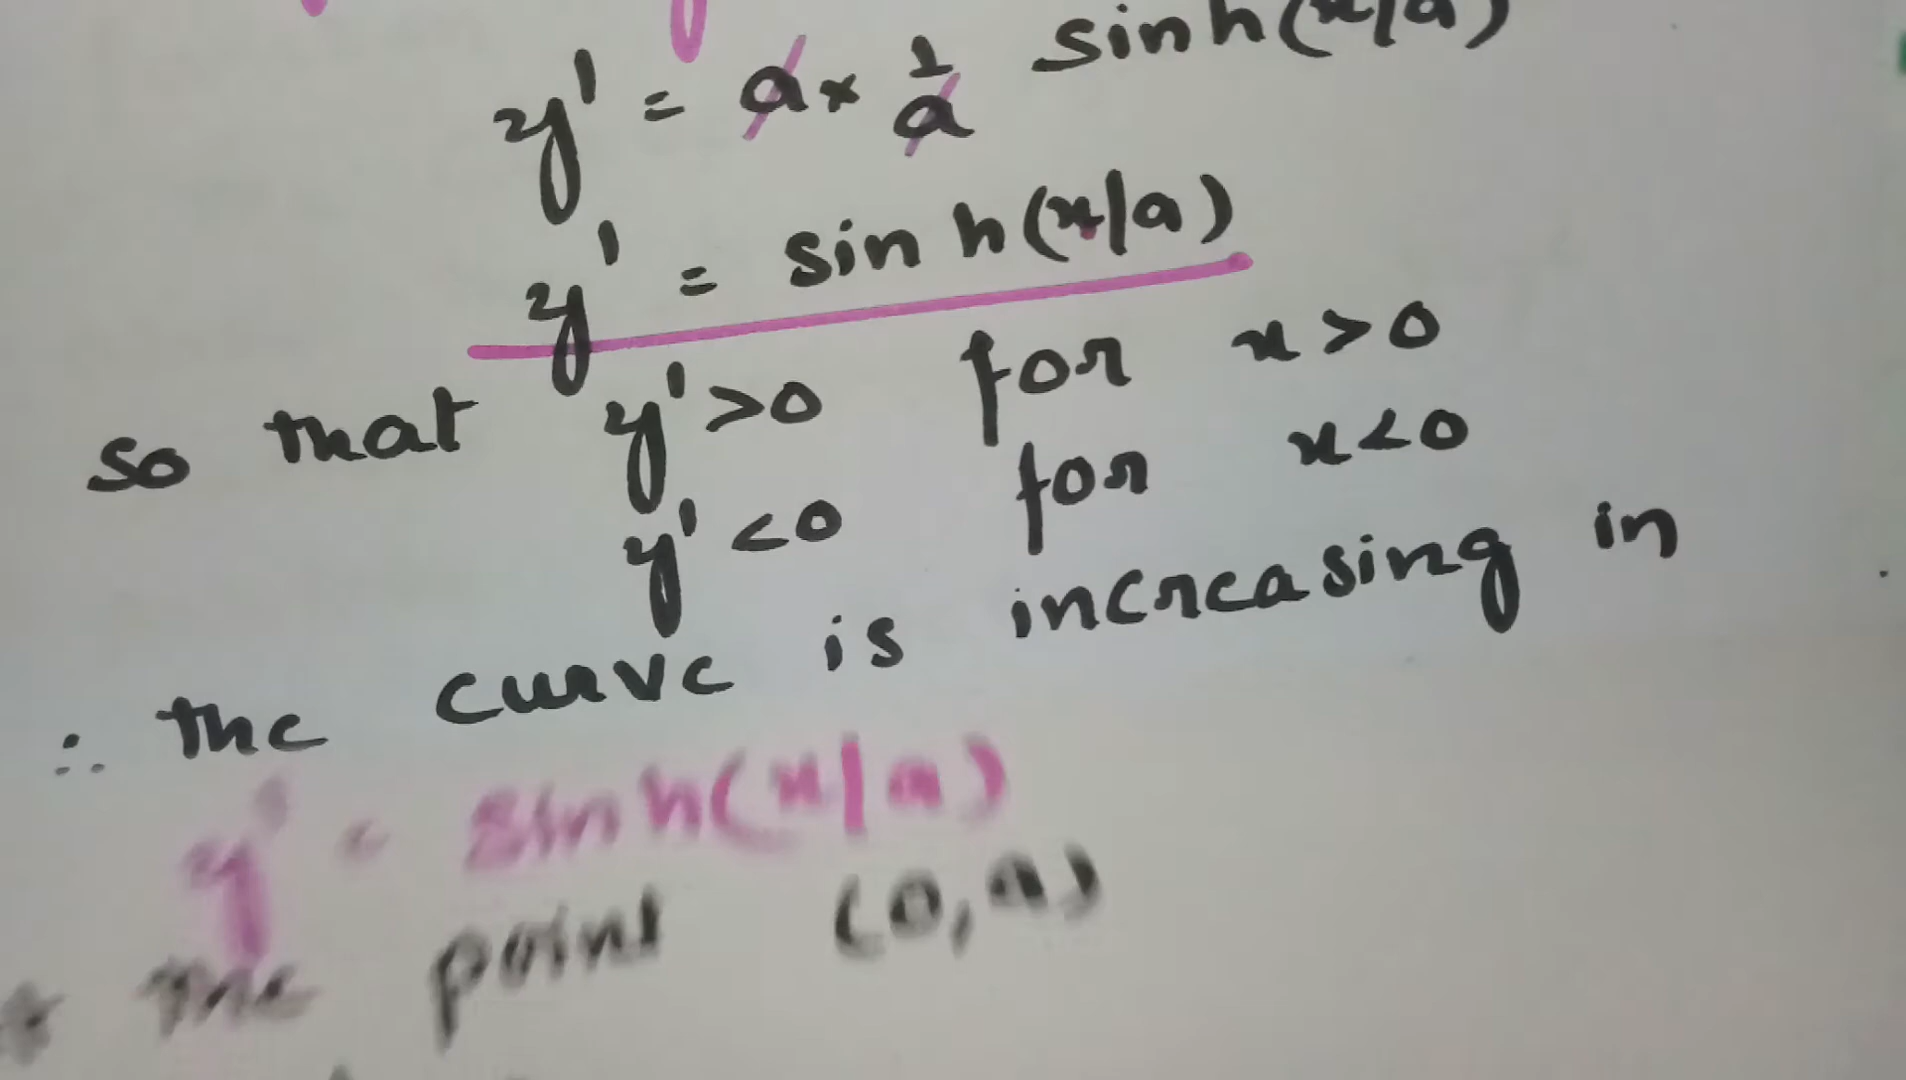 y' = a × 1/a sinh(x/a)
y' = sinh(x/a)
so that y'>0 for x>0
y'<0 for x<0
∴ the curve is increasing in
y' = sinh(x/a)
the point (0,a)